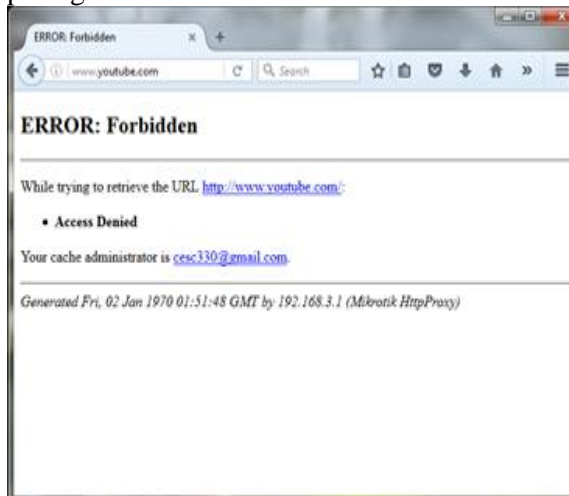 ERROR: Forbidden
www.youtube.com
Search
ERROR: Forbidden
While trying to retrieve the URL http://www.youtube.com/:
Access Denied
Your cache administrator is cesc330@gmail.com.
Generated Fri, 02 Jan 1970 01:51:48 GMT by 192.168.3.1 (Mikrotik HttpProxy)